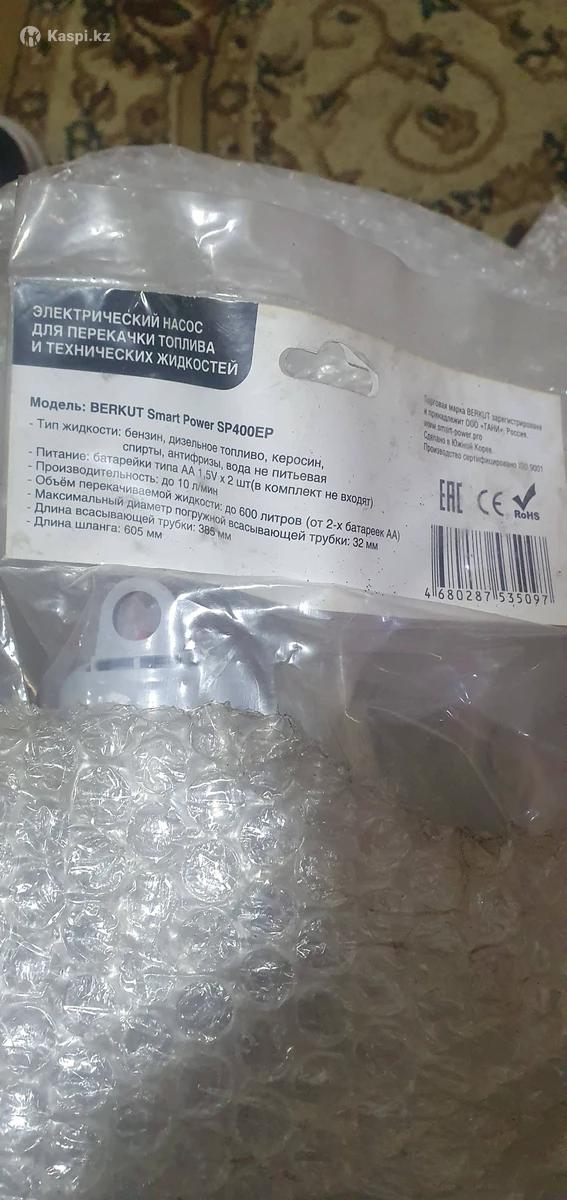 Kaspi.kz
ЭЛЕКТРИЧЕСКИЙ НАСОС
ДЛЯ ПЕРЕКАЧКИ ТОПЛИВА
И ТЕХНИЧЕСКИХ ЖИДКОСТЕЙ
Модель: BERKUT Smart Power SP400EP
- Тип жидкости: бензин, дизельное топливо, керосин,
спирты, антифризы, вода не питьевая
- Питание: батарейки типа AA 1,5V x 2 шт(в комплект не входят)
- Производительность: до 10 л/мин
- Объём перекачиваемой жидкости: до 600 литров (от 2-х батареек AA)
- Максимальный диаметр погружной всасывающей трубки: 32 мм
- Длина всасывающей трубки: 385 мм
- Длина шланга: 605 мм
Торговая марка BERKUT зарегистрирована
и принадлежит ООО «ТАНИ», Россия.
www.smart-power.pro
Сделано в Южной Корее.
Производство сертифицировано ISO 9001
EAC CE RoHS
4 680287 535097